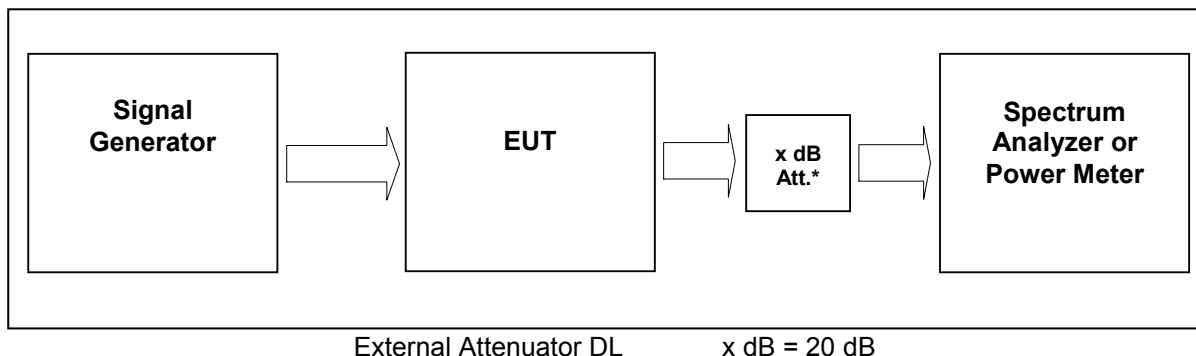 Signal
Generator
EUT
x dB
Att.*
Spectrum
Analyzer or
Power Meter
External Attenuator DL x dB = 20 dB